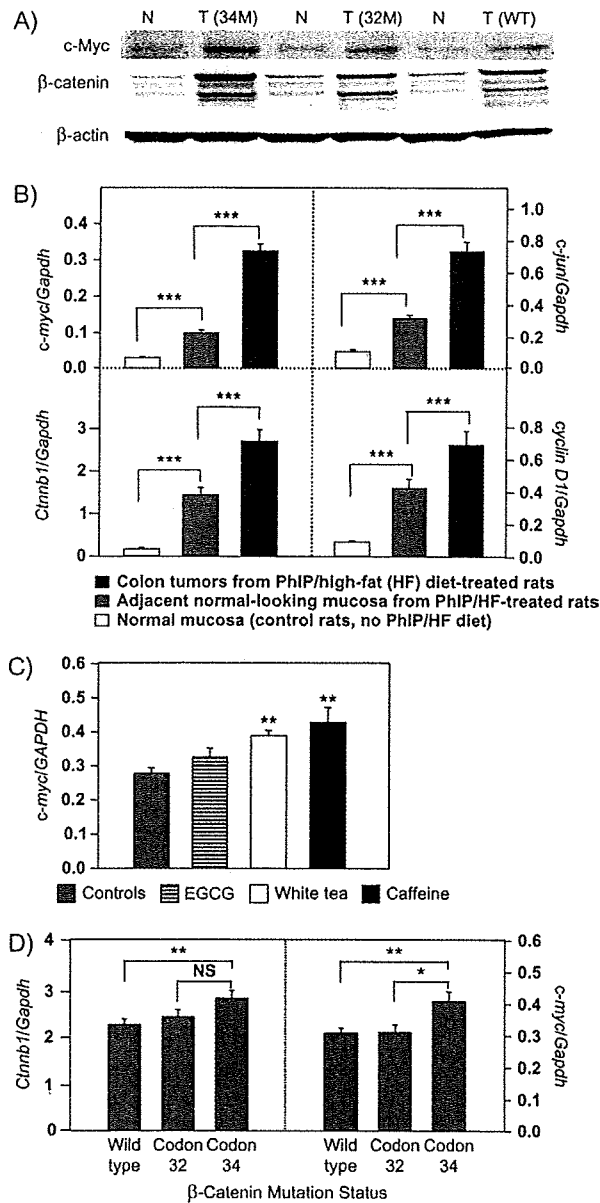 A)
N T (34M) N T (32M) N T (WT)
c-Myc
β-catenin
β-actin
B)
c-myc/Gapdh
0.4
0.3
0.2
0.1
0.0
***
***
***
***
1.0
0.8
0.6
0.4
0.2
0.0
c-jun/Gapdh
Ctnnb1/Gapdh
3
2
1
0
***
***
***
***
0.8
0.6
0.4
0.2
0.0
cyclin D1/Gapdh
Colon tumors from PhIP/high-fat (HF) diet-treated rats
Adjacent normal-looking mucosa from PhIP/HF-treated rats
Normal mucosa (control rats, no PhIP/HF diet)
C)
c-myc/GAPDH
0.6
0.5
0.4
0.3
0.2
0.1
0.0
**
**
Controls EGCG White tea Caffeine
D)
Ctnnb1/Gapdh
4
3
2
1
0
**
NS
**
*
0.6
0.5
0.4
0.3
0.2
0.1
0.0
c-myc/Gapdh
Wild Codon Codon Wild Codon Codon
type 32 34 type 32 34
β-Catenin Mutation Status